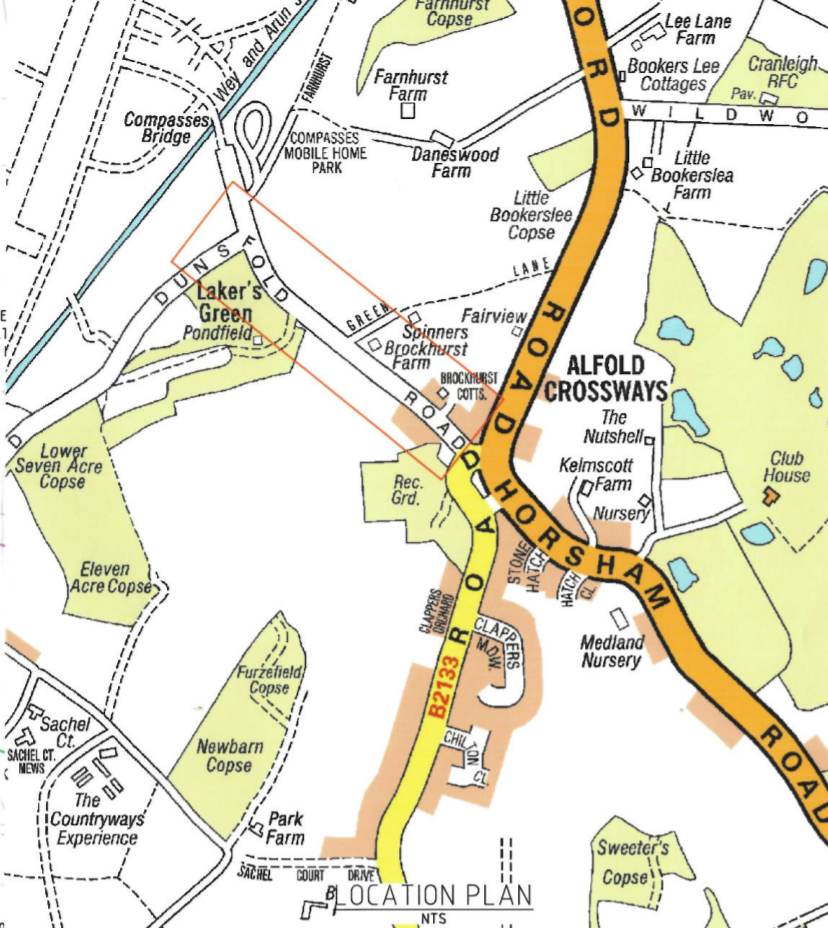 Farnhurst
Copse
ORD
Lee Lane
Farm
Wey and Arun
FARNHURST
Farnhurst
Farm
Bookers Lee
Cottages
Cranleigh
RFC
Pav.
WILDWO
Compasses
Bridge
COMPASSES
MOBILE HOME
PARK
Daneswood
Farm
Little
Bookerslea
Farm
Little
Bookerslee
Copse
DUNSFOLD
ROAD
GREEN LANE
Laker's
Green
Pondfield
Spinners
Brockhurst
Farm
Fairview
ROAD
BROCKHURST
COTTS.
ALFOLD
CROSSWAYS
The
Nutshell
Kelmscott
Farm
Nursery
Club
House
Lower
Seven Acre
Copse
D
Rec.
Grd.
HORSHAM
ROAD
STONE
HATCH
HATCH
CL
Eleven
Acre Copse
CLAPPERS
ORCHARD
ROAD
B2133
CLAPPERS
MDW.
Medland
Nursery
Furzefield
Copse
Newbarn
Copse
Sachel
Ct.
SACHEL CT.
MEWS
The
Countryways
Experience
CHILTON
CL
Park
Farm
SACHEL COURT DRIVE
Sweeter's
Copse
B
LOCATION PLAN
NTS